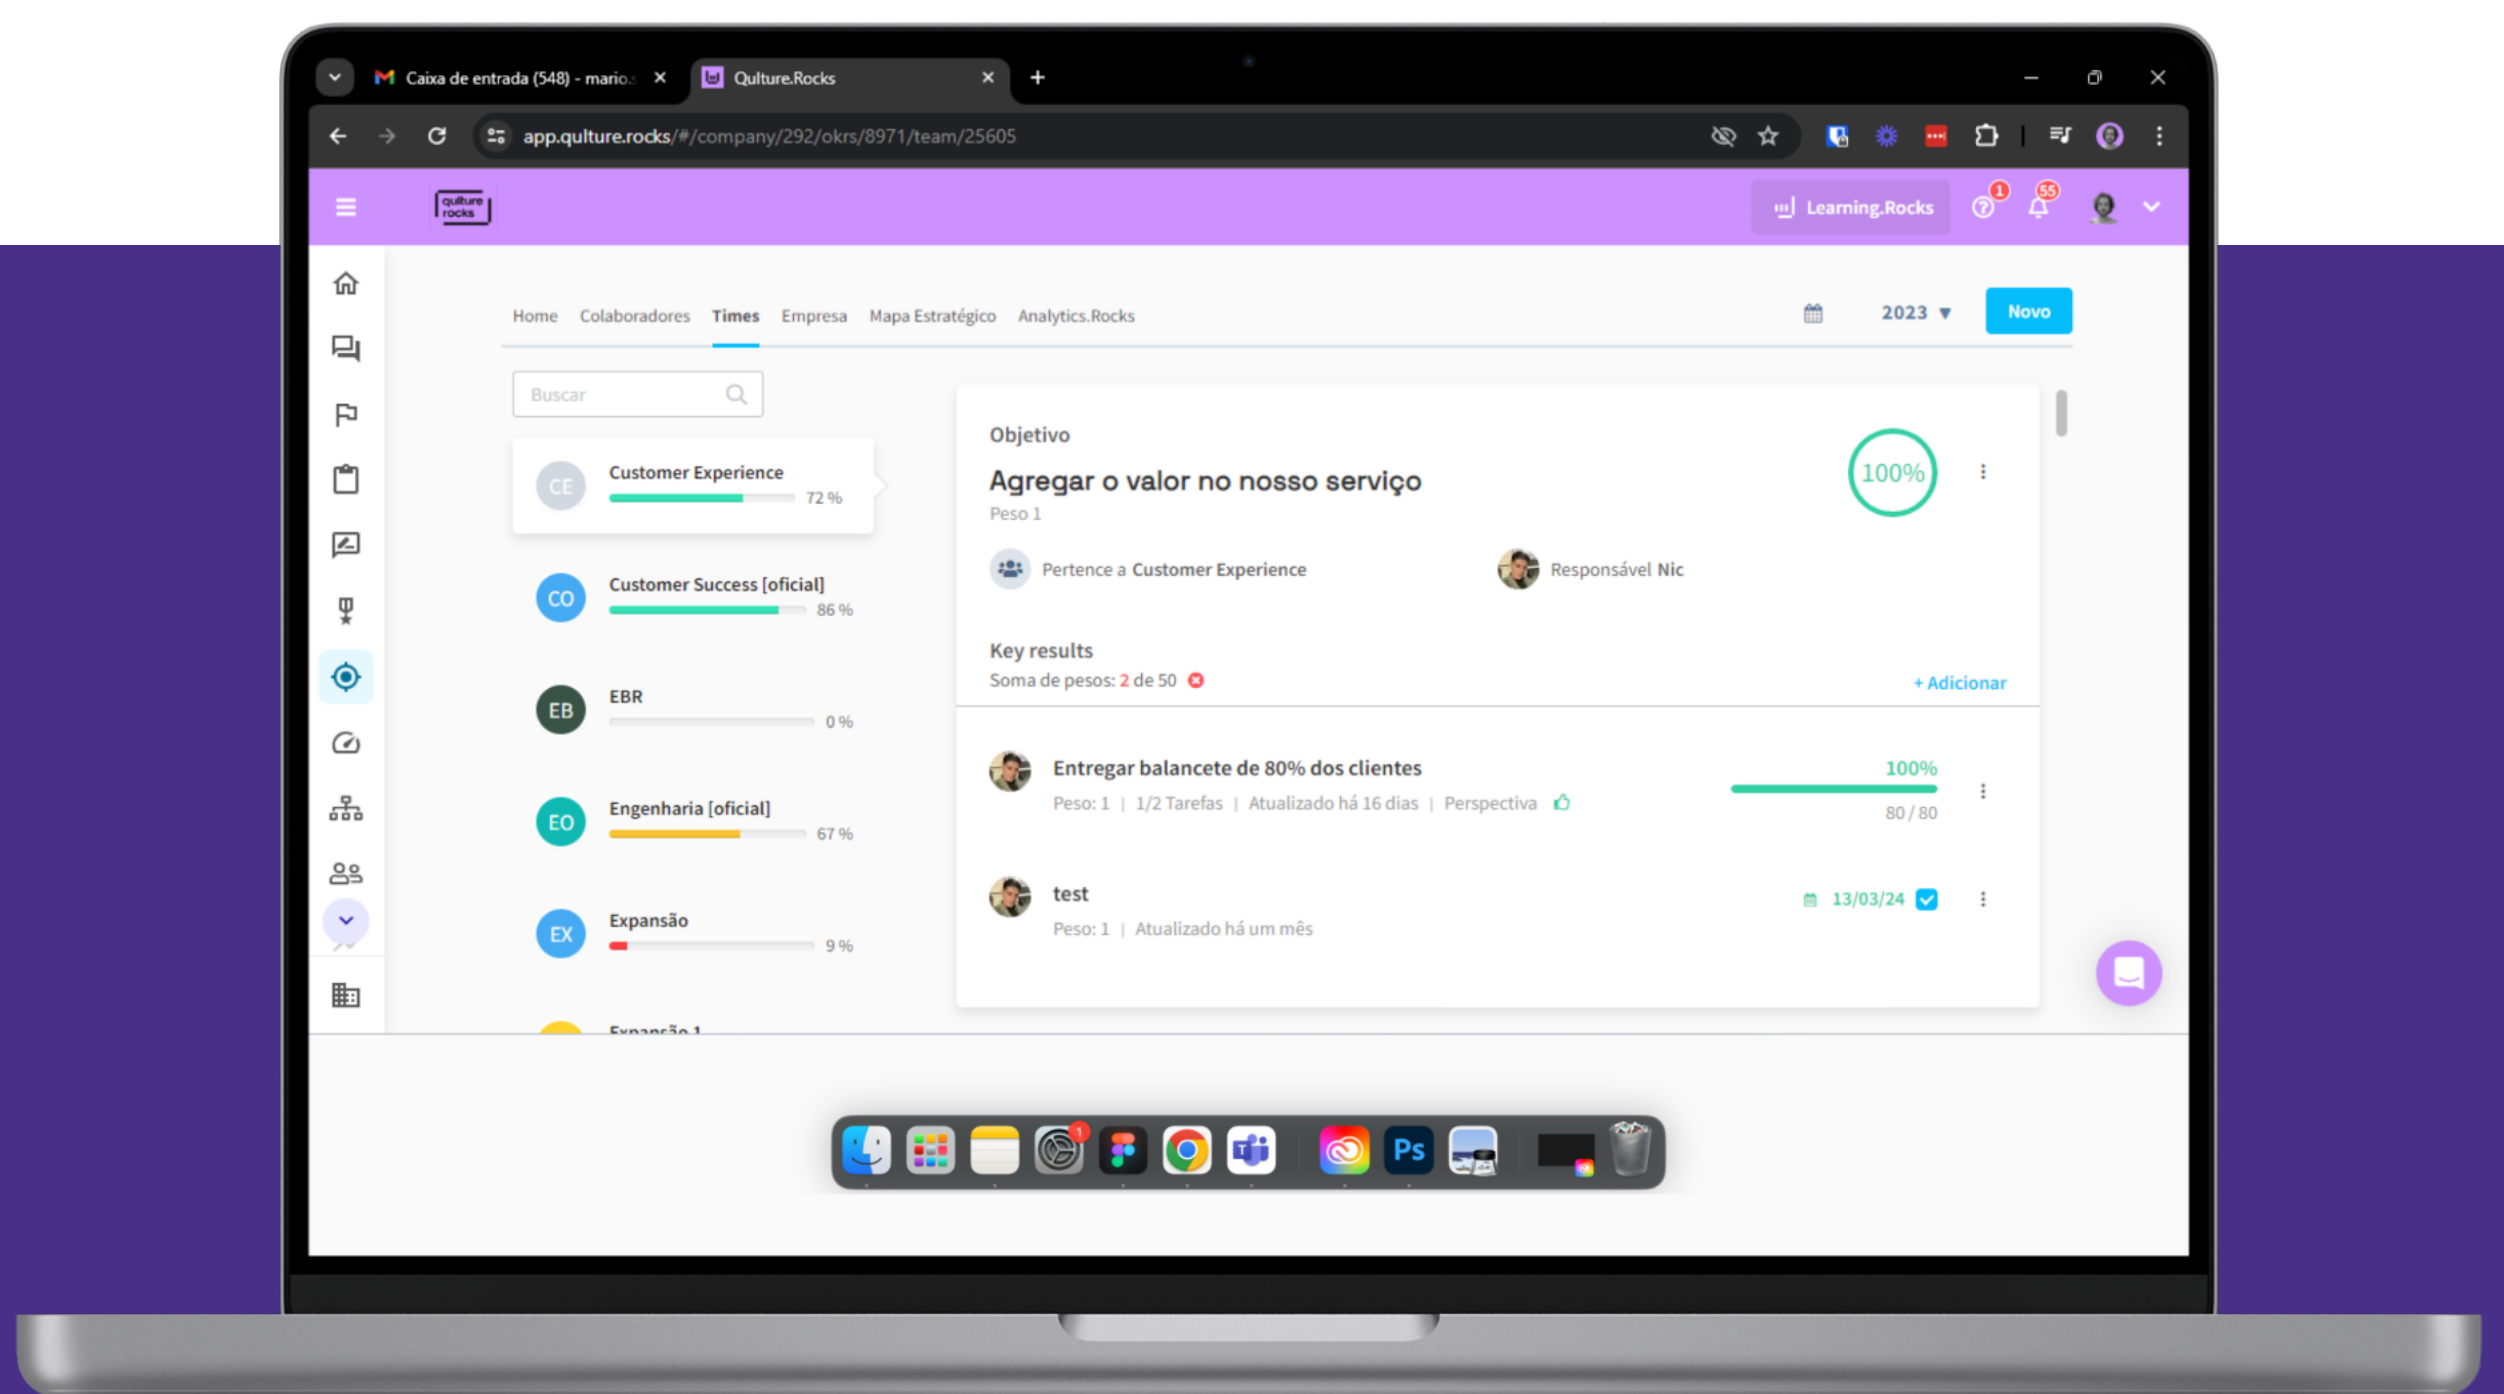 Caixa de entrada (548) - mario.s
Qulture.Rocks
app.qulture.rocks/#/company/292/okrs/8971/team/25605
qulture
rocks
Learning.Rocks
1
55
Home Colaboradores Times Empresa Mapa Estratégico Analytics.Rocks
2023
Novo
Buscar
CE
Customer Experience
72 %
CO
Customer Success [oficial]
86 %
EB
EBR
0 %
EO
Engenharia [oficial]
67 %
EX
Expansão
9 %
Expansão 1
Objetivo
Agregar o valor no nosso serviço
Peso 1
100%
Pertence a Customer Experience
Responsável Nic
Key results
Soma de pesos: 2 de 50
+ Adicionar
Entregar balancete de 80% dos clientes
Peso: 1 | 1/2 Tarefas | Atualizado há 16 dias | Perspectiva
100%
80 / 80
test
Peso: 1 | Atualizado há um mês
13/03/24
1
T
Ps